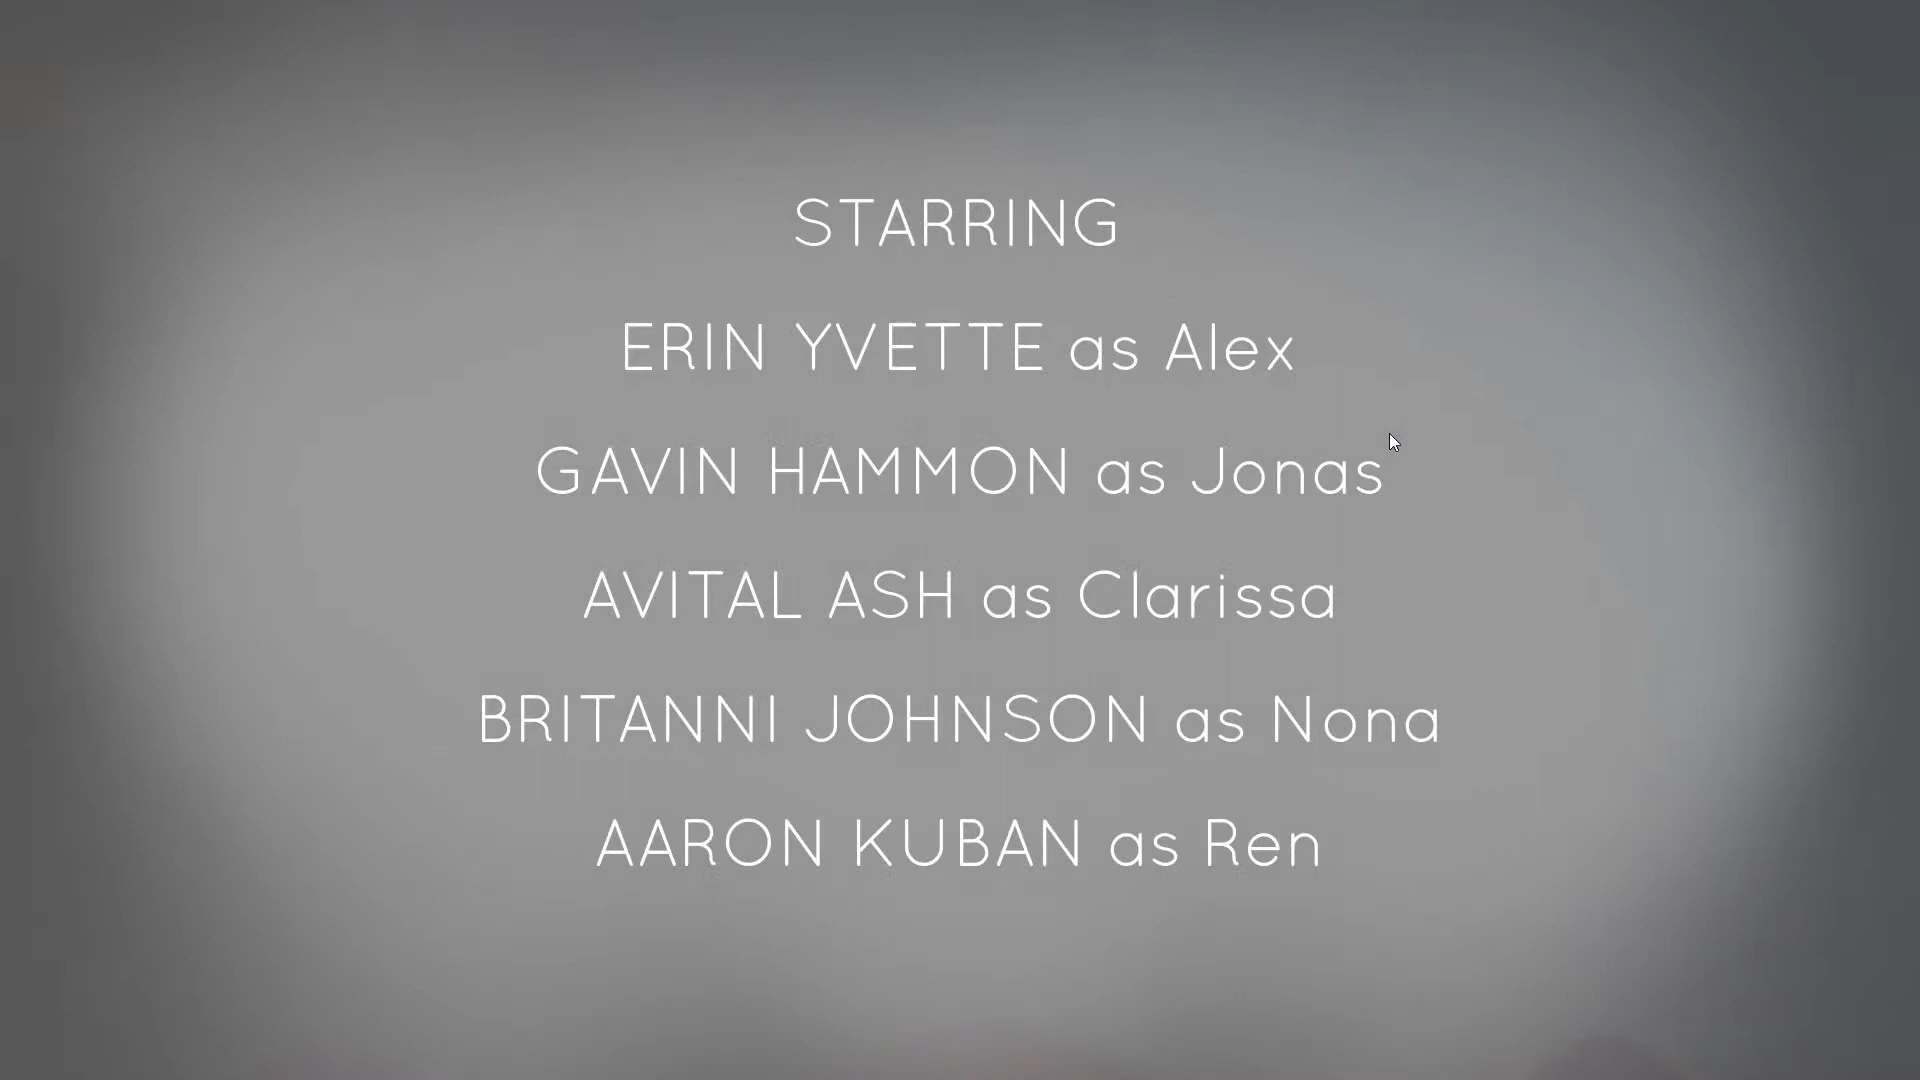 STARRING
ERIN YVETTE as Alex
GAVIN HAMMON as Jonas
AVITAL ASH as Clarissa
BRITANNI JOHNSON as Nona
AARON KUBAN as Ren